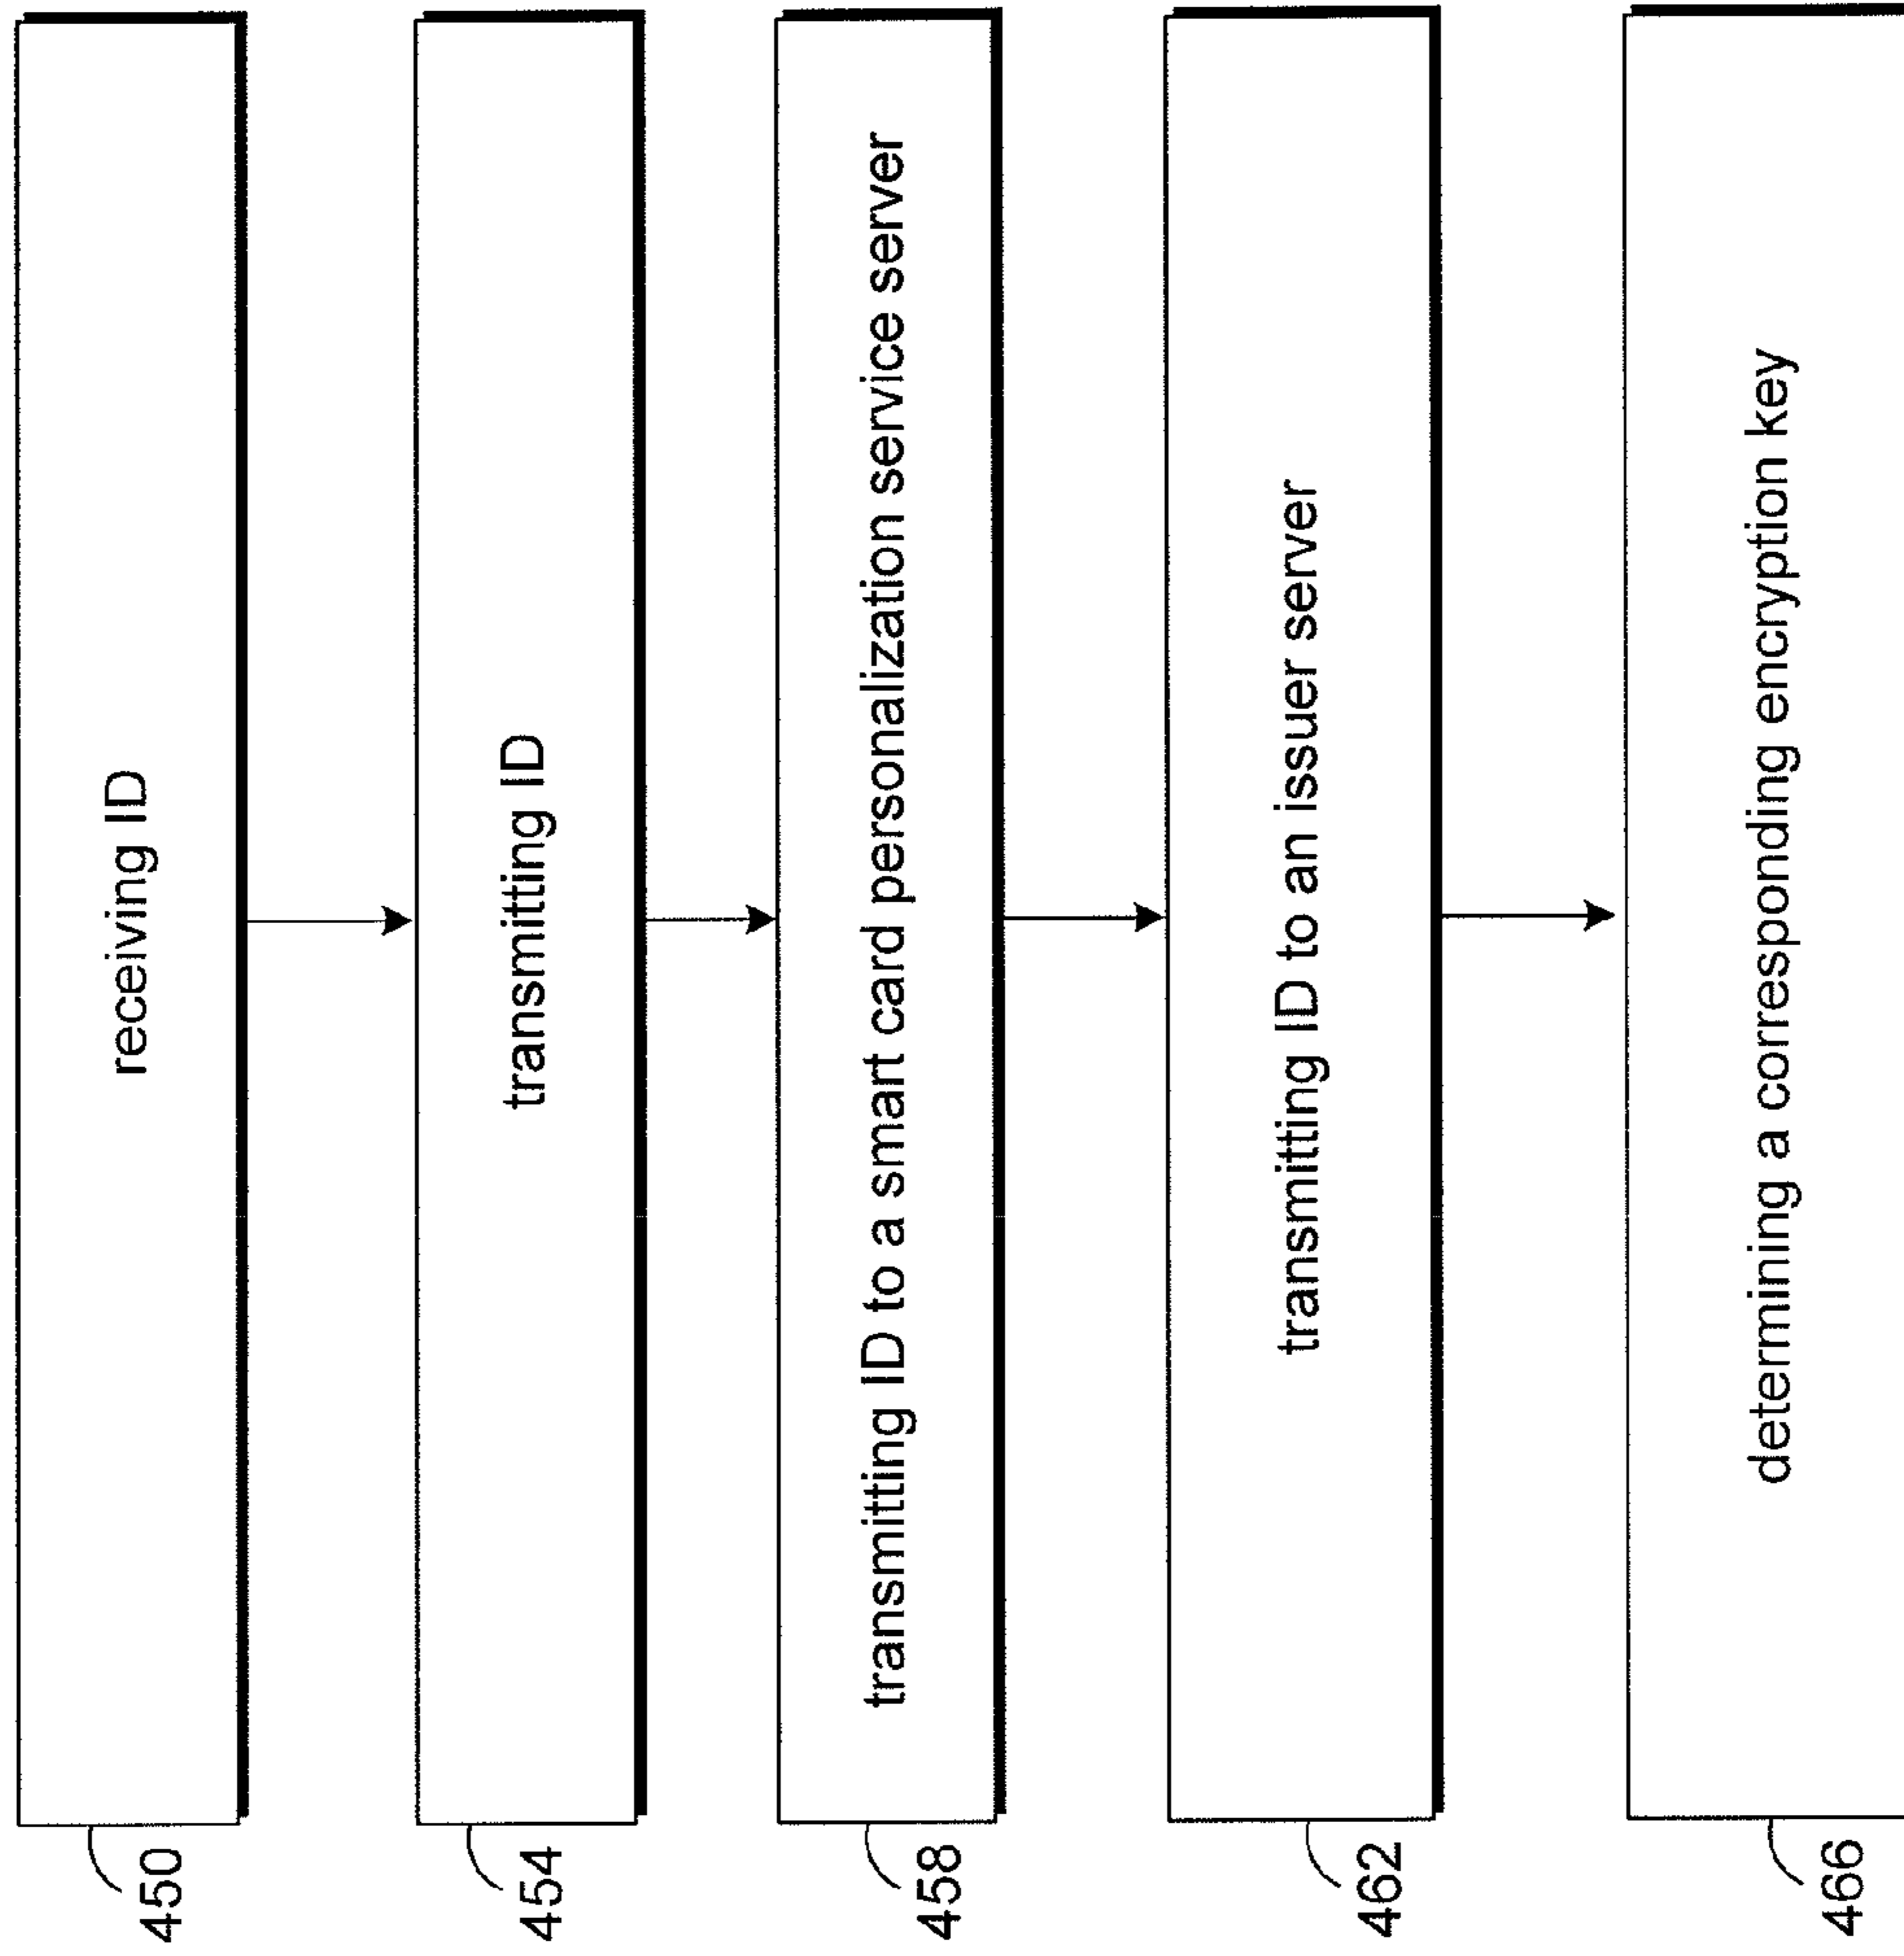 450
receiving ID
454
transmitting ID
458
transmitting ID to a smart card personalization service server
462
transmitting ID to an issuer server
466
determining a corresponding encryption key